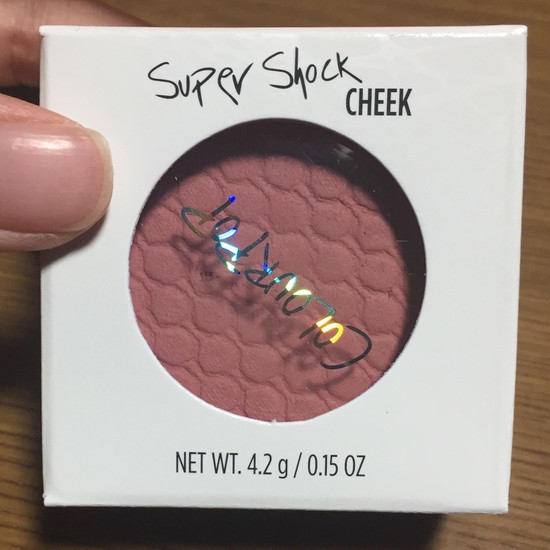 Super Shock
CHEEK
COLOURPOP
NET WT. 4.2 g / 0.15 OZ